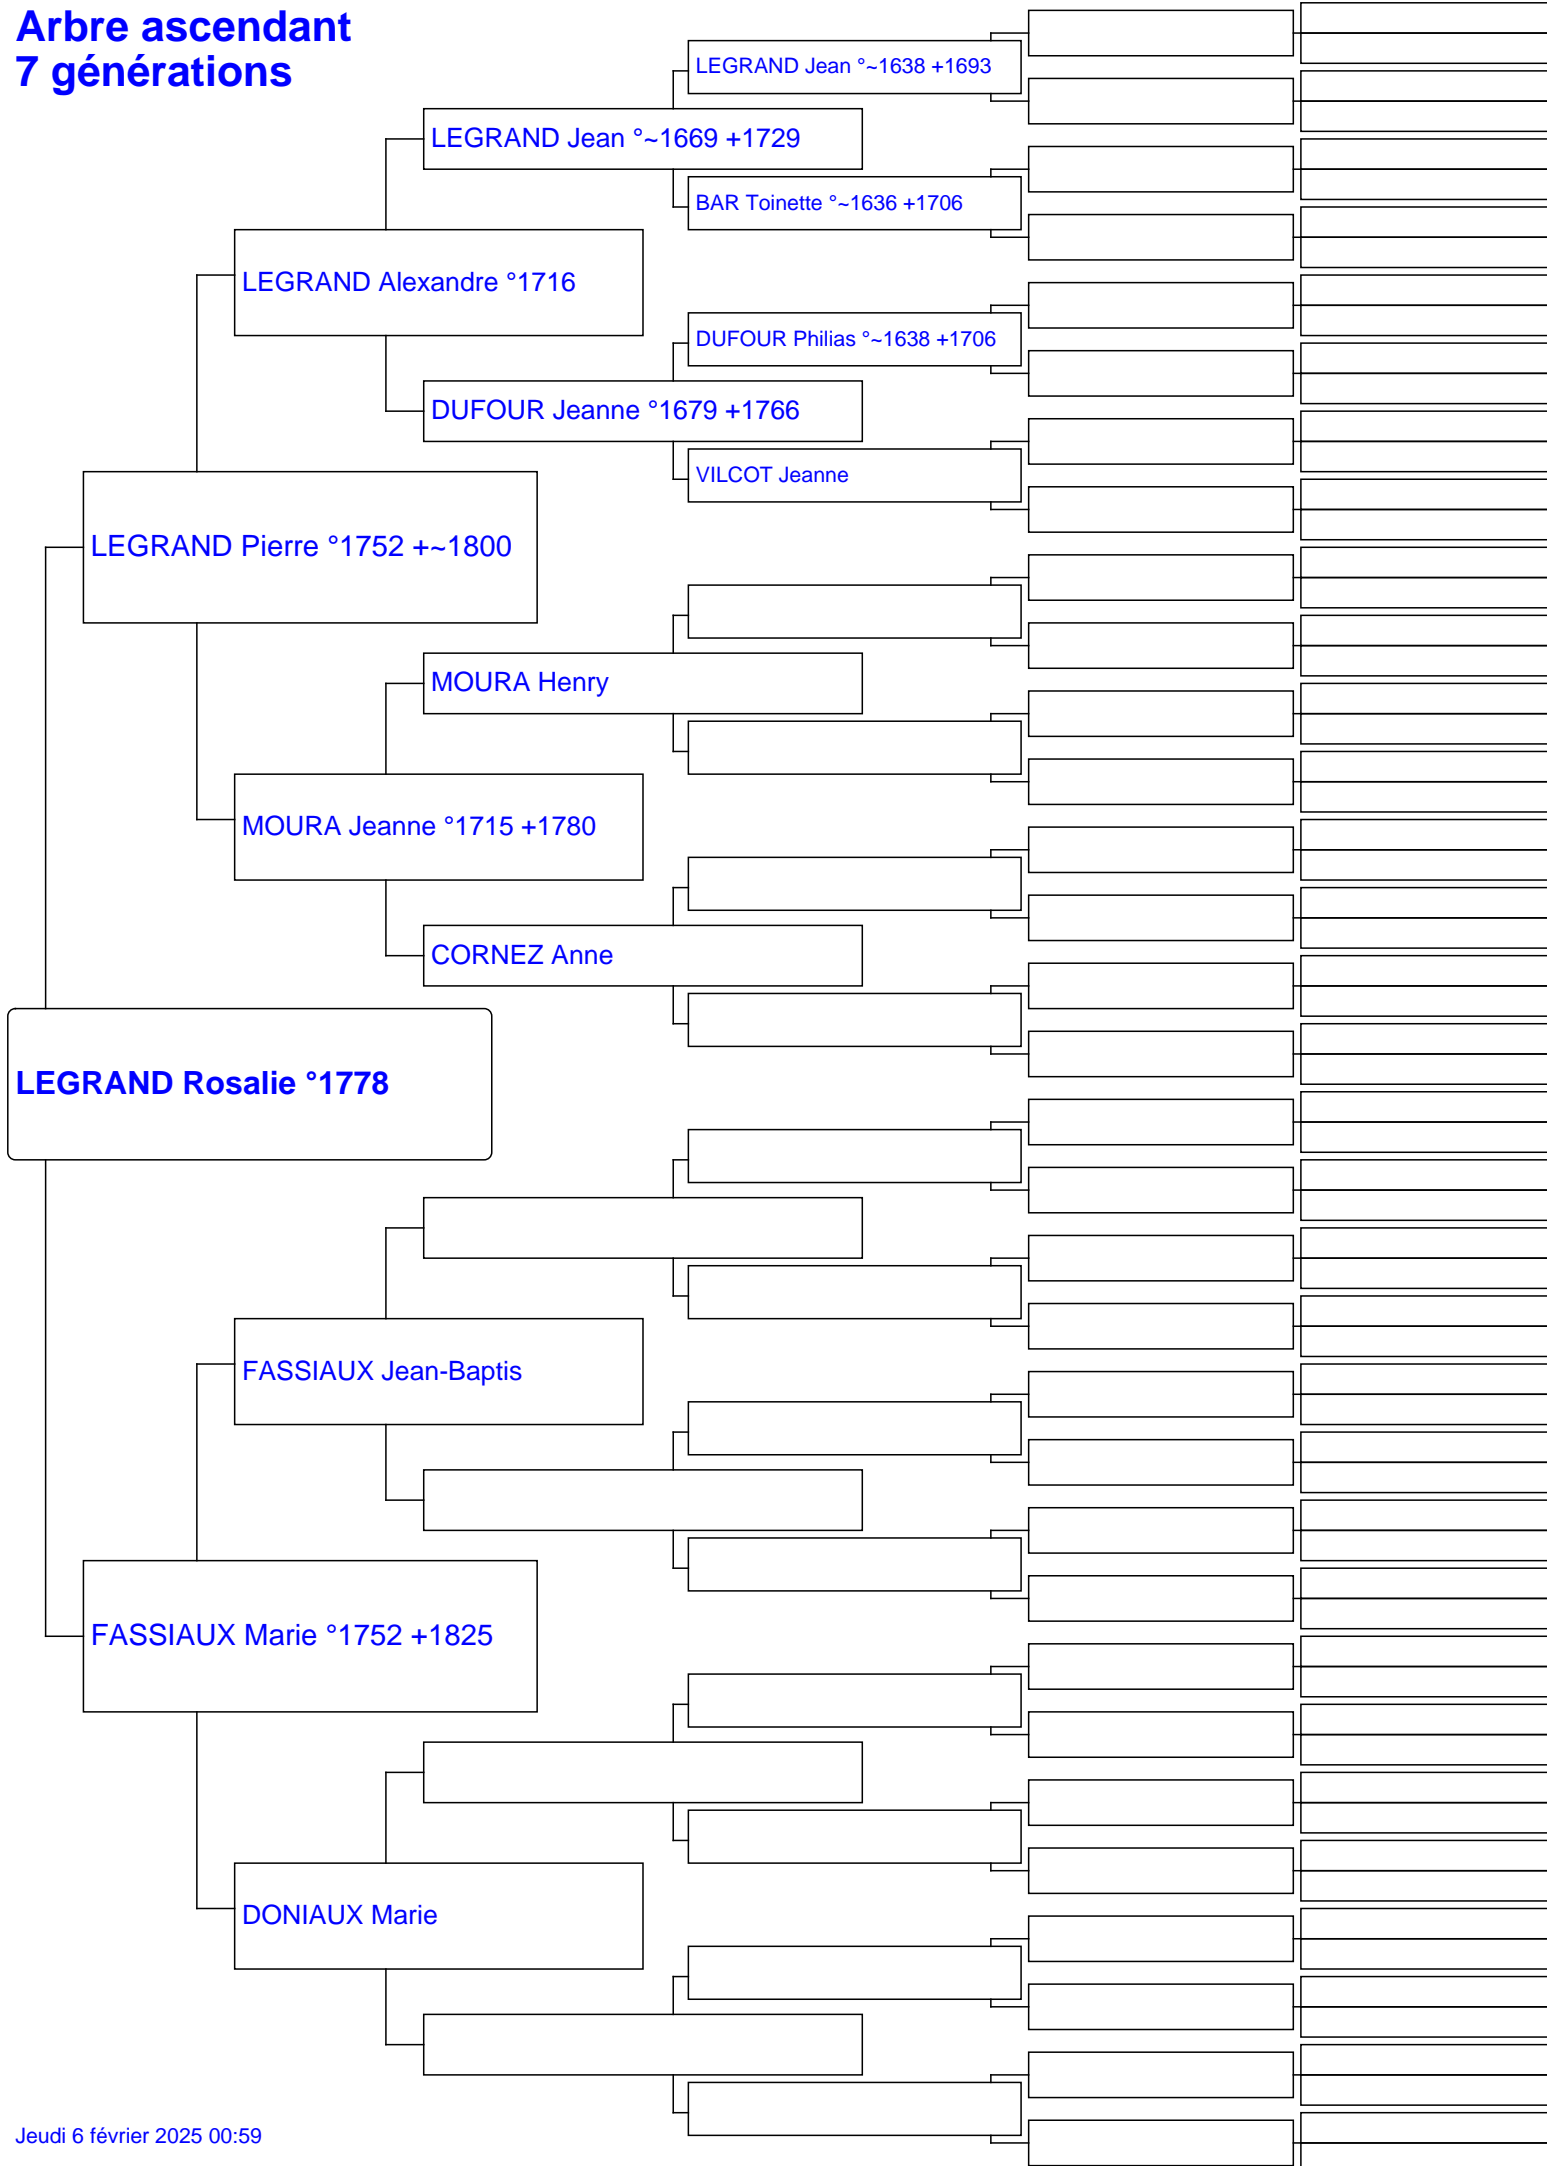 Arbre ascendant
7 générations
LEGRAND Jean °~1638 +1693
LEGRAND Jean °~1669 +1729
BAR Toinette °~1636 +1706
LEGRAND Alexandre °1716
DUFOUR Philias °~1638 +1706
DUFOUR Jeanne °1679 +1766
VILCOT Jeanne
LEGRAND Pierre °1752 +~1800
MOURA Henry
MOURA Jeanne °1715 +1780
CORNEZ Anne
LEGRAND Rosalie °1778
FASSIAUX Jean-Baptis
FASSIAUX Marie °1752 +1825
DONIAUX Marie
Jeudi 6 février 2025 00:59